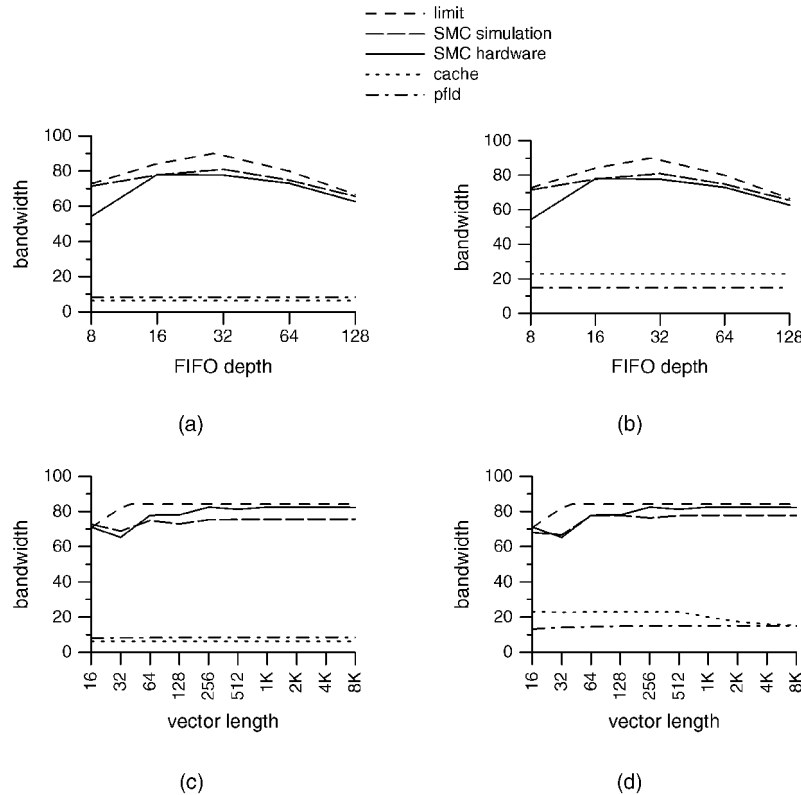 limit
SMC simulation
SMC hardware
cache
pfld
100
80
60
40
20
0
bandwidth
8 16 32 64 128
FIFO depth
(a)
100
80
60
40
20
0
bandwidth
8 16 32 64 128
FIFO depth
(b)
100
80
60
40
20
0
bandwidth
16 32 64 128 256 512 1K 2K 4K 8K
vector length
(c)
100
80
60
40
20
0
bandwidth
16 32 64 128 256 512 1K 2K 4K 8K
vector length
(d)